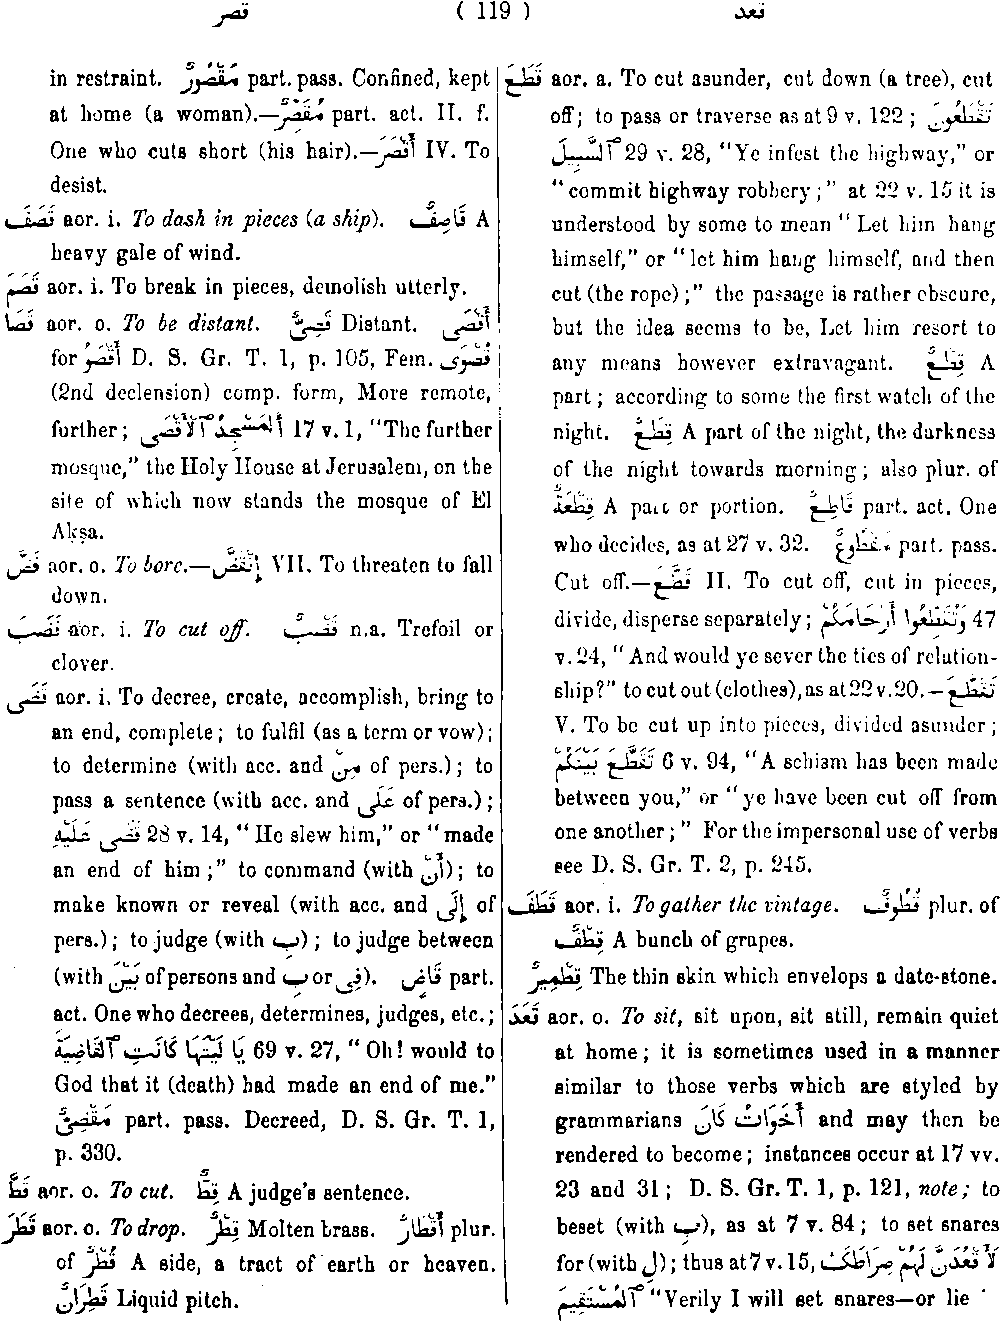 قصر ( 119 ) قعد
in restraint. مَقْصُورٌ part. pass. Confined, kept
at home (a woman).—مُقَصِّرٌ part. act. II. f.
One who cuts short (his hair).—أَقْصَرَ IV. To
desist.
قَصَفَ aor. i. To dash in pieces (a ship). قَاصِفٌ A
heavy gale of wind.
قَصَمَ aor. i. To break in pieces, demolish utterly.
قَصَا aor. o. To be distant. قَصِيٌّ Distant. أَقْصَى
for أَقْصَوُ D. S. Gr. T. 1, p. 105, Fem. قُصْوَى
(2nd declension) comp. form, More remote,
further; أَلْمَسْجِدُ ٱلْأَقْصَى 17 v. 1, “The further
mosque,” the Holy House at Jerusalem, on the
site of which now stands the mosque of El
Akṣa.
قَضَّ aor. o. To bore.—إِنْقَضَّ VII. To threaten to fall
down.
قَضَبَ aor. i. To cut off. قَضْبٌ n.a. Trefoil or
clover.
قَضَى aor. i. To decree, create, accomplish, bring to
an end, complete; to fulfil (as a term or vow);
to determine (with acc. and مِنْ of pers.); to
pass a sentence (with acc. and عَلَى of pers.);
قَضَى عَلَيْهِ 28 v. 14, “He slew him,” or “made
an end of him;” to command (with أَنْ); to
make known or reveal (with acc. and إِلَى of
pers.); to judge (with بِ); to judge between
(with بَيْنَ of persons and بِ or فِى). قَاضٍ part.
act. One who decrees, determines, judges, etc.;
يَا لَيْتَهَا كَانَتِ ٱلْقَاضِيَةَ 69 v. 27, “Oh! would to
God that it (death) had made an end of me.”
مَقْضِىٌّ part. pass. Decreed, D. S. Gr. T. 1,
p. 330.
قَطَّ aor. o. To cut. قِطٌّ A judge's sentence.
قَطَرَ aor. o. To drop. قِطْرٌ Molten brass. أَقْطَارٌ plur.
of قُطْرٌ A side, a tract of earth or heaven.
قَطِرَانٌ Liquid pitch.
قَطَعَ aor. a. To cut asunder, cut down (a tree), cut
off; to pass or traverse as at 9 v. 122; تَقْطَعُونَ
ٱلسَّبِيلَ 29 v. 28, “Ye infest the highway,” or
“commit highway robbery;” at 22 v. 15 it is
understood by some to mean “Let him hang
himself,” or “let him hang himself, and then
cut (the rope);” the passage is rather obscure,
but the idea seems to be, Let him resort to
any means however extravagant. قِطْعٌ A
part; according to some the first watch of the
night. قِطَعٌ A part of the night, the darkness
of the night towards morning; also plur. of
قِطْعَةٌ A part or portion. قَاطِعٌ part. act. One
who decides, as at 27 v. 32. مَقْطُوعٌ part. pass.
Cut off.—قَطَّعَ II. To cut off, cut in pieces,
divide, disperse separately; وَتُقَطِّعُوا أَرْحَامَكُمْ 47
v. 24, “And would ye sever the ties of relation-
ship?” to cut out (clothes), as at 22 v. 20.—تَقَطَّعَ
V. To be cut up into pieces, divided asunder;
تَقَطَّعَ بَيْنَكُمْ 6 v. 94, “A schism has been made
between you,” or “ye have been cut off from
one another;” For the impersonal use of verbs
see D. S. Gr. T. 2, p. 245.
قَطَفَ aor. i. To gather the vintage. قُطُوفٌ plur. of
قِطْفٌ A bunch of grapes.
قِطْمِيرٌ The thin skin which envelops a date-stone.
قَعَدَ aor. o. To sit, sit upon, sit still, remain quiet
at home; it is sometimes used in a manner
similar to those verbs which are styled by
grammarians أَخَوَاتُ كَانَ and may then be
rendered to become; instances occur at 17 vv.
23 and 31; D. S. Gr. T. 1, p. 121, note; to
beset (with بِ), as at 7 v. 84; to set snares
for (with لِ); thus at 7 v. 15, لَأَقْعُدَنَّ لَهُمْ صِرَاطَكَ
ٱلْمُسْتَقِيمَ “Verily I will set snares—or lie